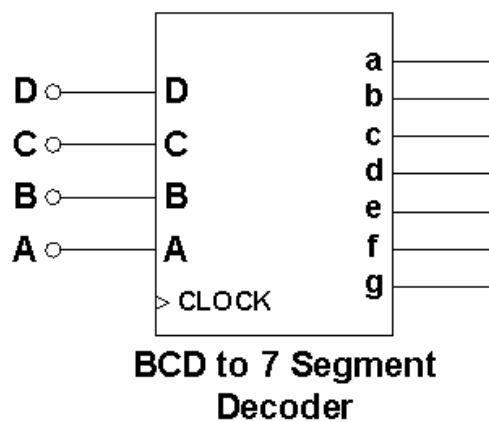 a
D D
b
C C
c
d
B B
e
A A
f
g
CLOCK
BCD to 7 Segment
Decoder